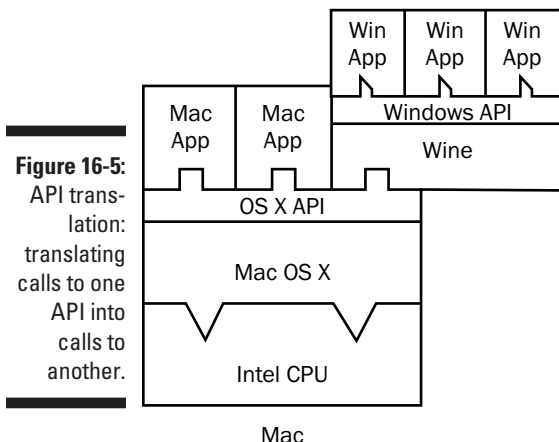 Win Win Win
App App App
Windows API
Wine
Mac Mac
App App
OS X API
Mac OS X
Intel CPU
Mac
Figure 16-5:
API trans-
lation:
translating
calls to one
API into
calls to
another.